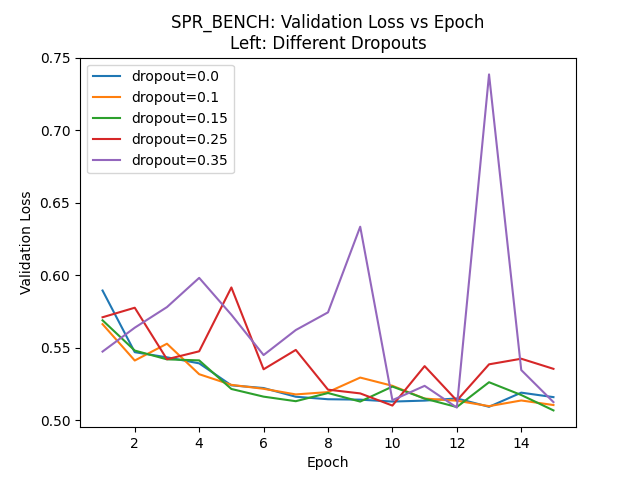 SPR_BENCH: Validation Loss vs Epoch
Left: Different Dropouts
0.75
0.70
0.65
0.60
0.55
0.50
Validation Loss
dropout=0.0
dropout=0.1
dropout=0.15
dropout=0.25
dropout=0.35
2 4 6 8 10 12 14
Epoch